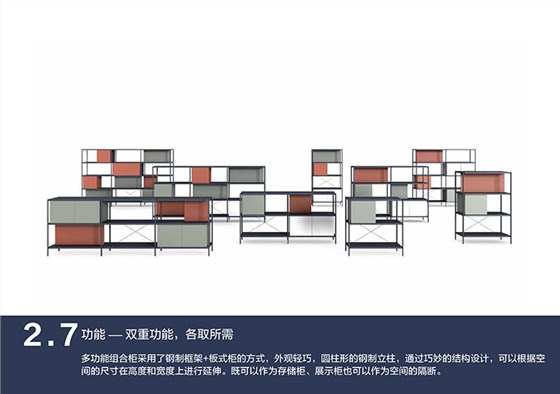 2.7 功能 — 双重功能，各取所需
多功能组合柜采用了钢制框架+板式柜的方式，外观轻巧，圆柱形的钢制立柱，通过巧妙的结构设计，可以根据空
间的尺寸在高度和宽度上进行延伸。既可以作为存储柜、展示柜也可以作为空间的隔断。